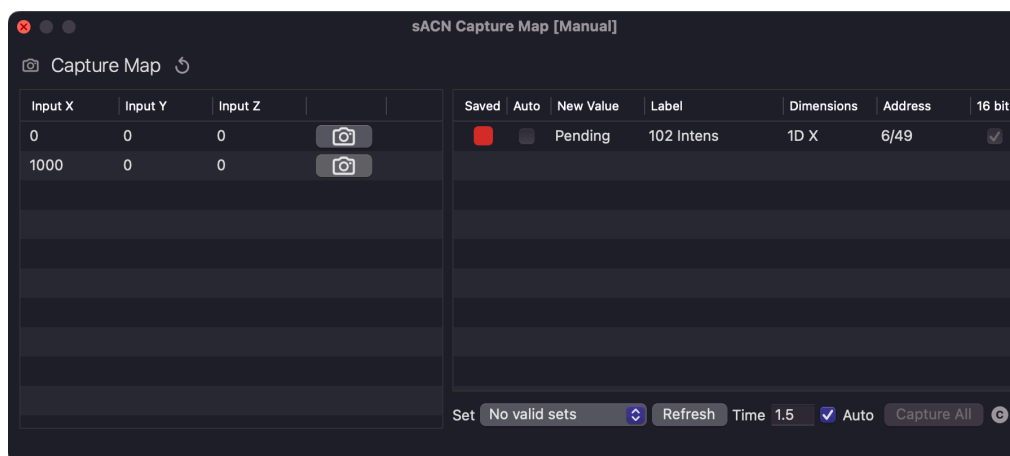 sACN Capture Map [Manual]
Capture Map
Input X Input Y Input Z
0 0 0
1000 0 0
Saved Auto New Value Label Dimensions Address 16 bit
Pending 102 Intens 1D X 6/49
Set No valid sets Refresh Time 1.5 Auto Capture All C